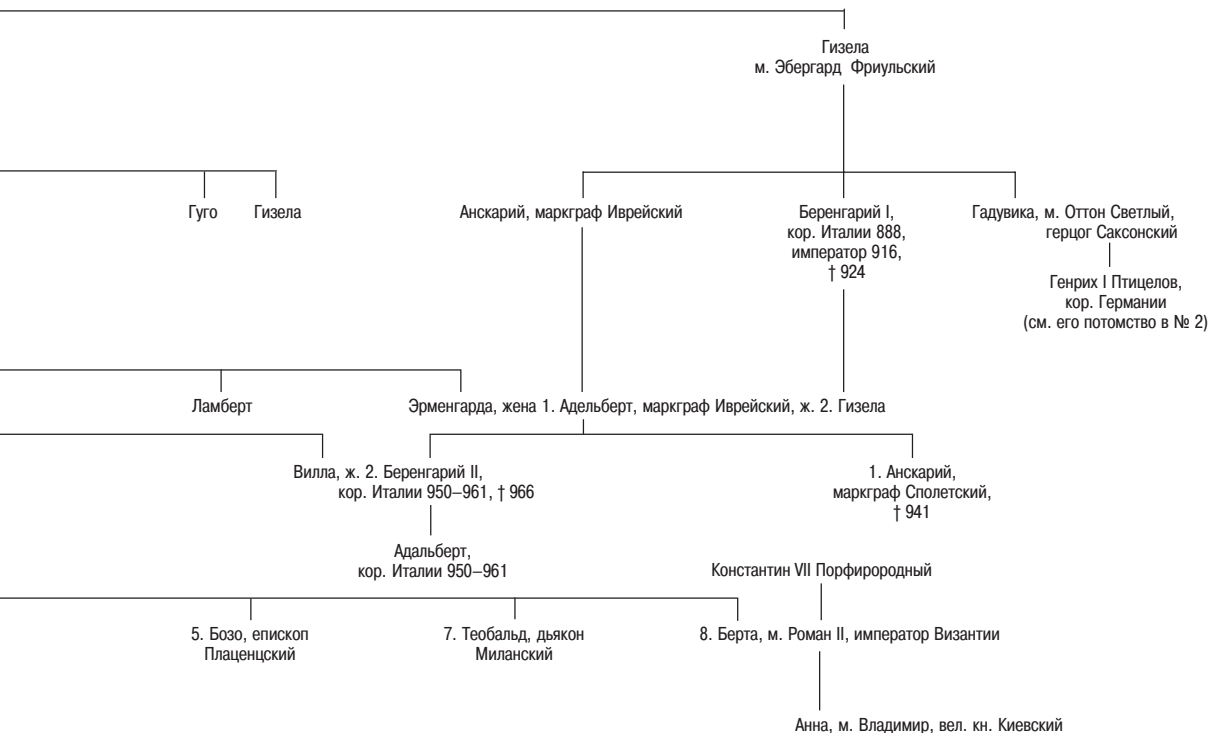 Гизела
м. Эбергард Фриульский
Гуго
Гизела
Анскарий, маркграф Иврейский
Беренгарий I,
кор. Италии 888,
император 916,
† 924
Гадувика, м. Оттон Светлый,
герцог Саксонский
Генрих I Птицелов,
кор. Германии
(см. его потомство в № 2)
Ламберт
Эрменгарда, жена 1. Адельберт, маркграф Иврейский, ж. 2. Гизела
Вилла, ж. 2. Беренгарий II,
кор. Италии 950–961, † 966
1. Анскарий,
маркграф Сполетский,
† 941
Адальберт,
кор. Италии 950–961
Константин VII Порфирородный
5. Бозо, епископ
Плаценцский
7. Теобальд, дьякон
Миланский
8. Берта, м. Роман II, император Византии
Анна, м. Владимир, вел. кн. Киевский